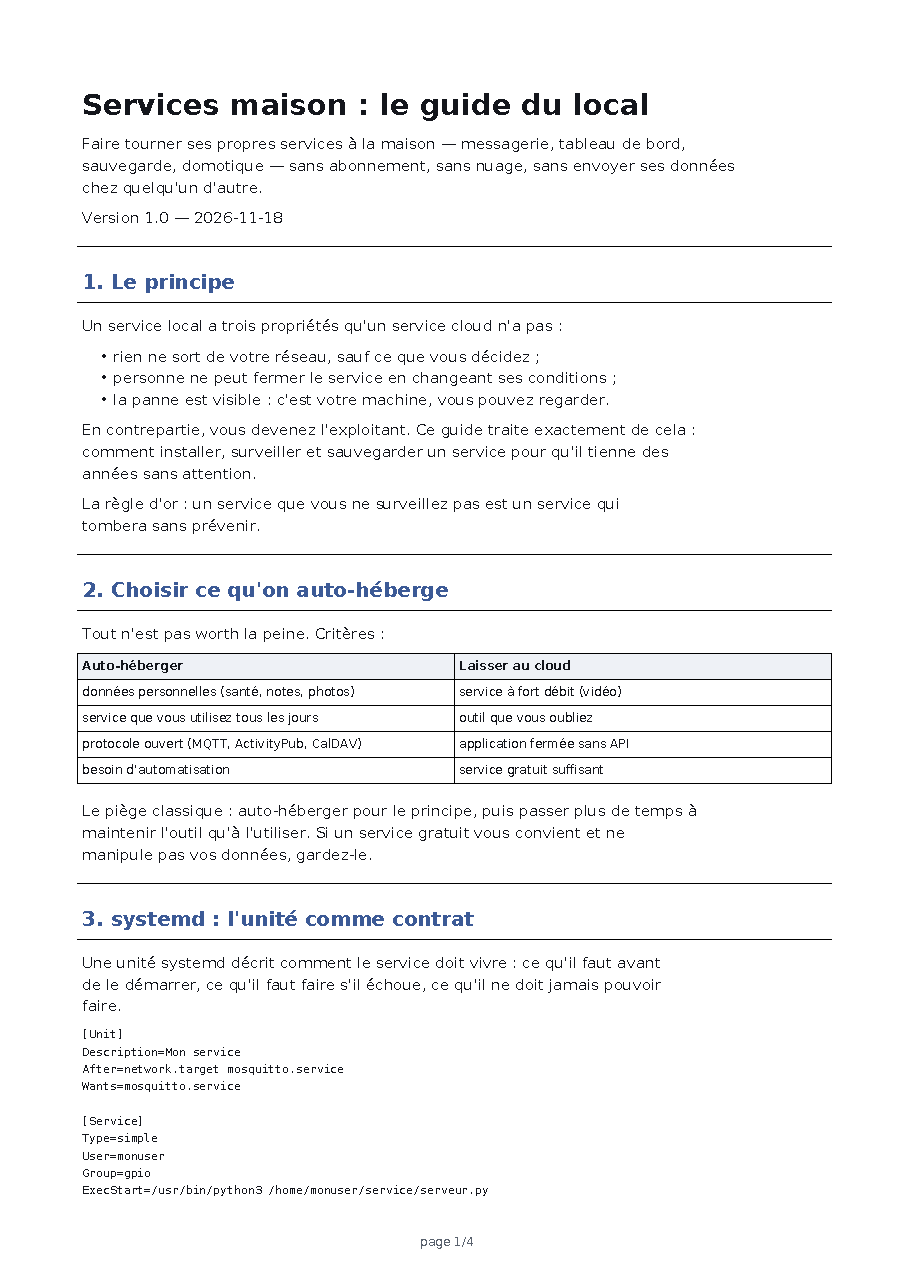 Services maison : le guide du local
Faire tourner ses propres services à la maison — messagerie, tableau de bord,
sauvegarde, domotique — sans abonnement, sans nuage, sans envoyer ses données
chez quelqu'un d'autre.
Version 1.0 — 2026-11-18
1. Le principe
Un service local a trois propriétés qu'un service cloud n'a pas :
• rien ne sort de votre réseau, sauf ce que vous décidez ;
• personne ne peut fermer le service en changeant ses conditions ;
• la panne est visible : c'est votre machine, vous pouvez regarder.
En contrepartie, vous devenez l'exploitant. Ce guide traite exactement de cela :
comment installer, surveiller et sauvegarder un service pour qu'il tienne des
années sans attention.
La règle d'or : un service que vous ne surveillez pas est un service qui
tombera sans prévenir.
2. Choisir ce qu'on auto-héberge
Tout n'est pas worth la peine. Critères :
Auto-héberger Laisser au cloud
données personnelles (santé, notes, photos) service à fort débit (vidéo)
service que vous utilisez tous les jours outil que vous oubliez
protocole ouvert (MQTT, ActivityPub, CalDAV) application fermée sans API
besoin d'automatisation service gratuit suffisant
Le piège classique : auto-héberger pour le principe, puis passer plus de temps à
maintenir l'outil qu'à l'utiliser. Si un service gratuit vous convient et ne
manipule pas vos données, gardez-le.
3. systemd : l'unité comme contrat
Une unité systemd décrit comment le service doit vivre : ce qu'il faut avant
de le démarrer, ce qu'il faut faire s'il échoue, ce qu'il ne doit jamais pouvoir
faire.
[Unit]
Description=Mon service
After=network.target mosquitto.service
Wants=mosquitto.service
[Service]
Type=simple
User=monuser
Group=gpio
ExecStart=/usr/bin/python3 /home/monuser/service/serveur.py
page 1/4